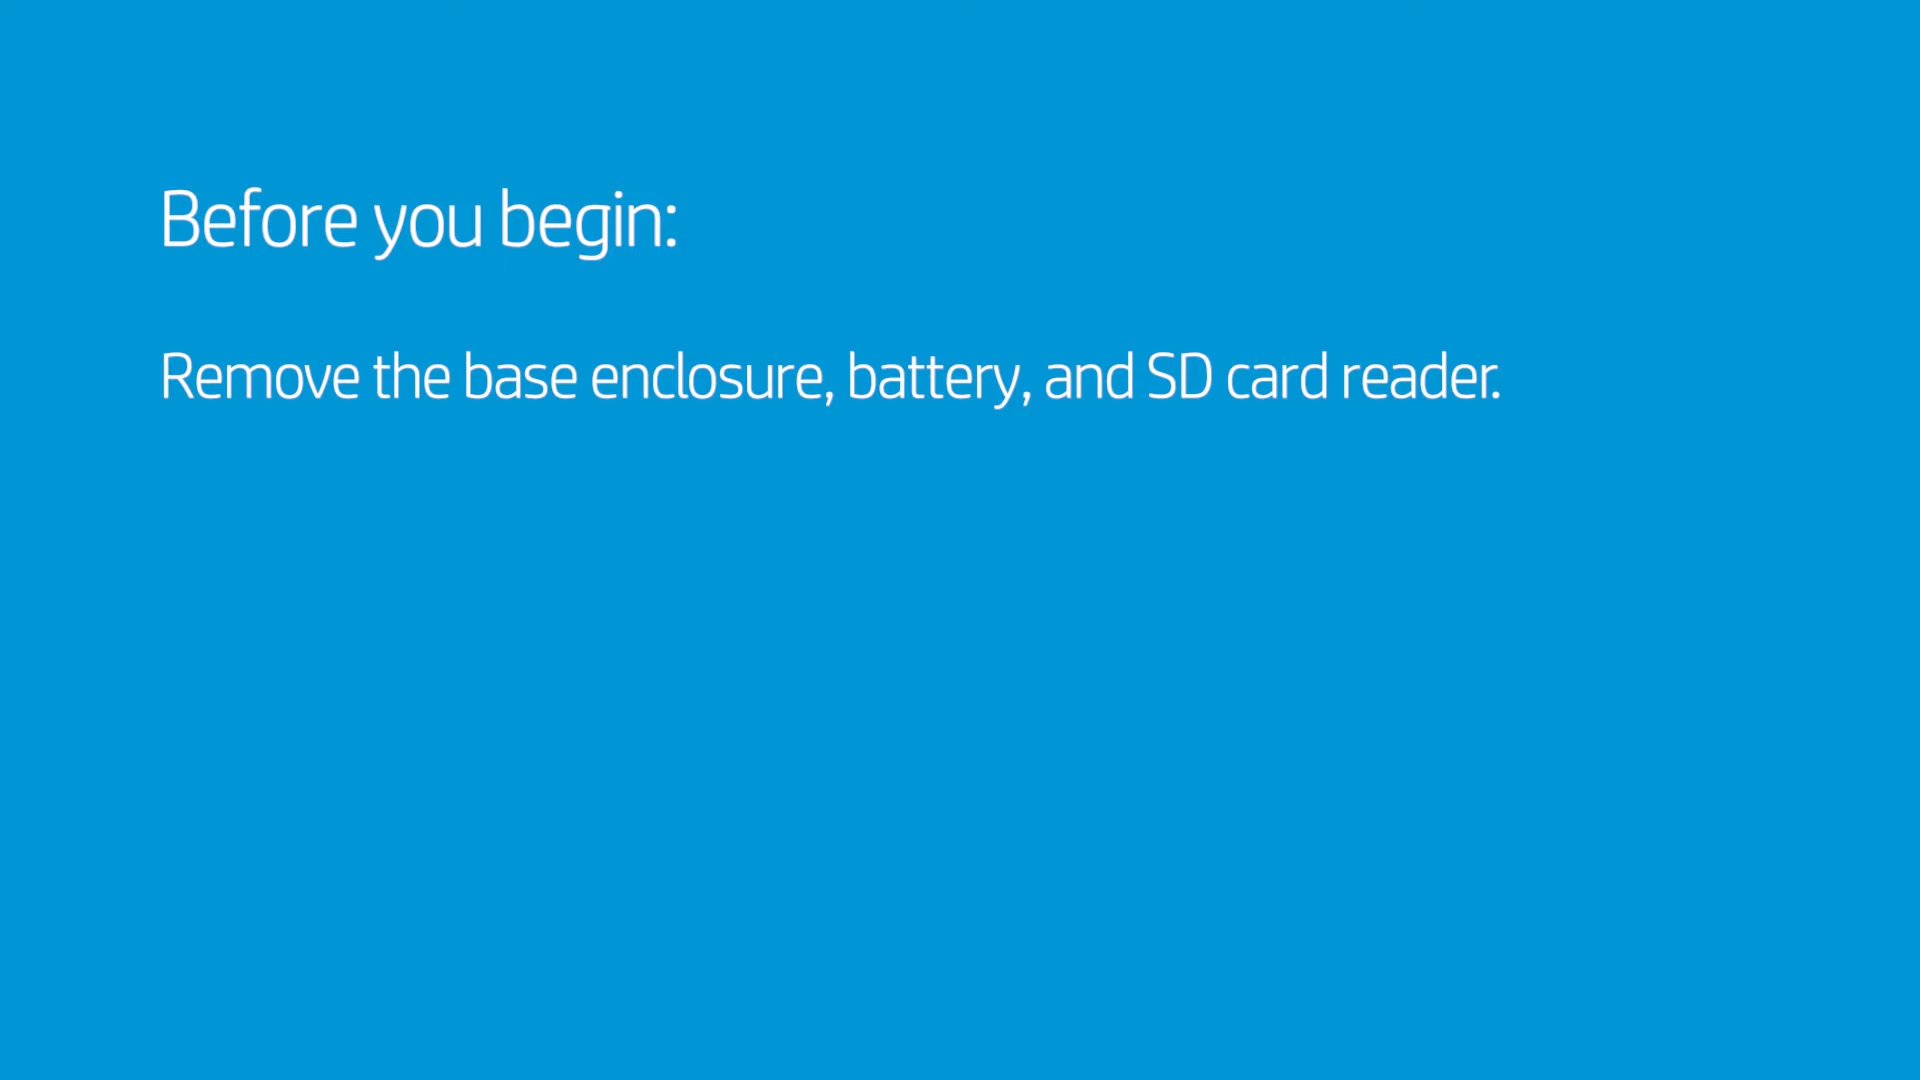 Before you begin:
Remove the base enclosure, battery, and SD card reader.